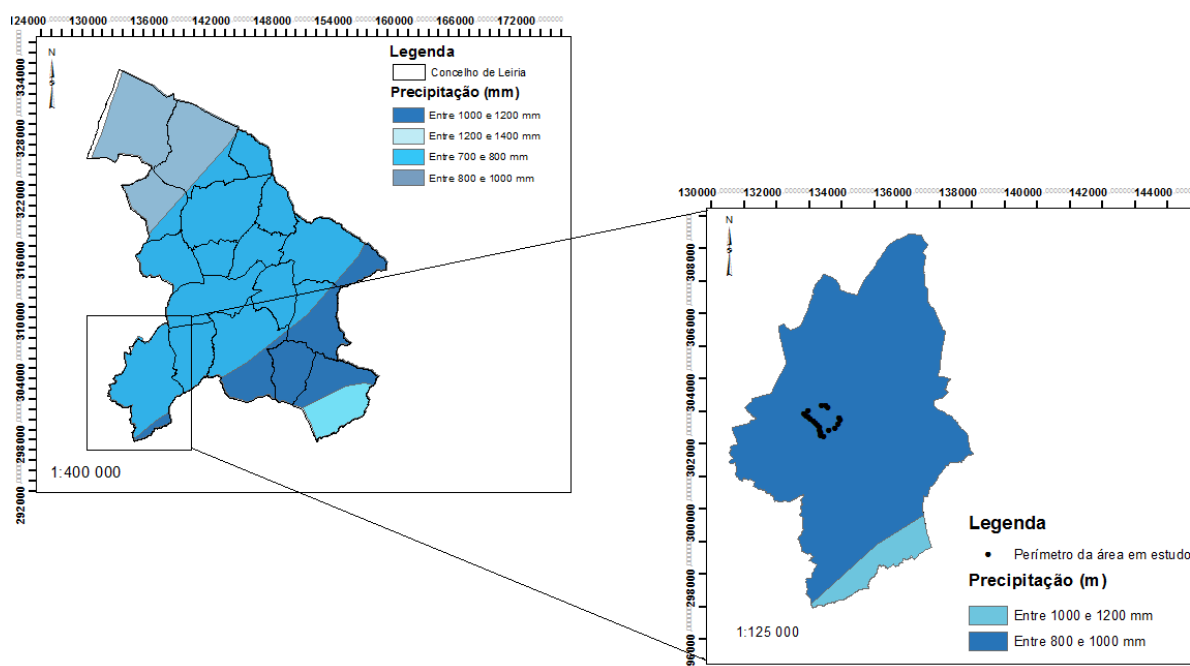 124000 130000 136000 142000 148000 154000 160000 166000 172000
N
S
334000
328000
322000
316000
310000
304000
298000
292000
Legenda
Concelho de Leiria
Precipitação (mm)
Entre 1000 e 1200 mm
Entre 1200 e 1400 mm
Entre 700 e 800 mm
Entre 800 e 1000 mm
1:400 000
130000 132000 134000 136000 138000 140000 142000 144000
N
S
308000
306000
304000
302000
300000
298000
96000
Legenda
Perímetro da área em estudo
Precipitação (m)
Entre 1000 e 1200 mm
Entre 800 e 1000 mm
1:125 000